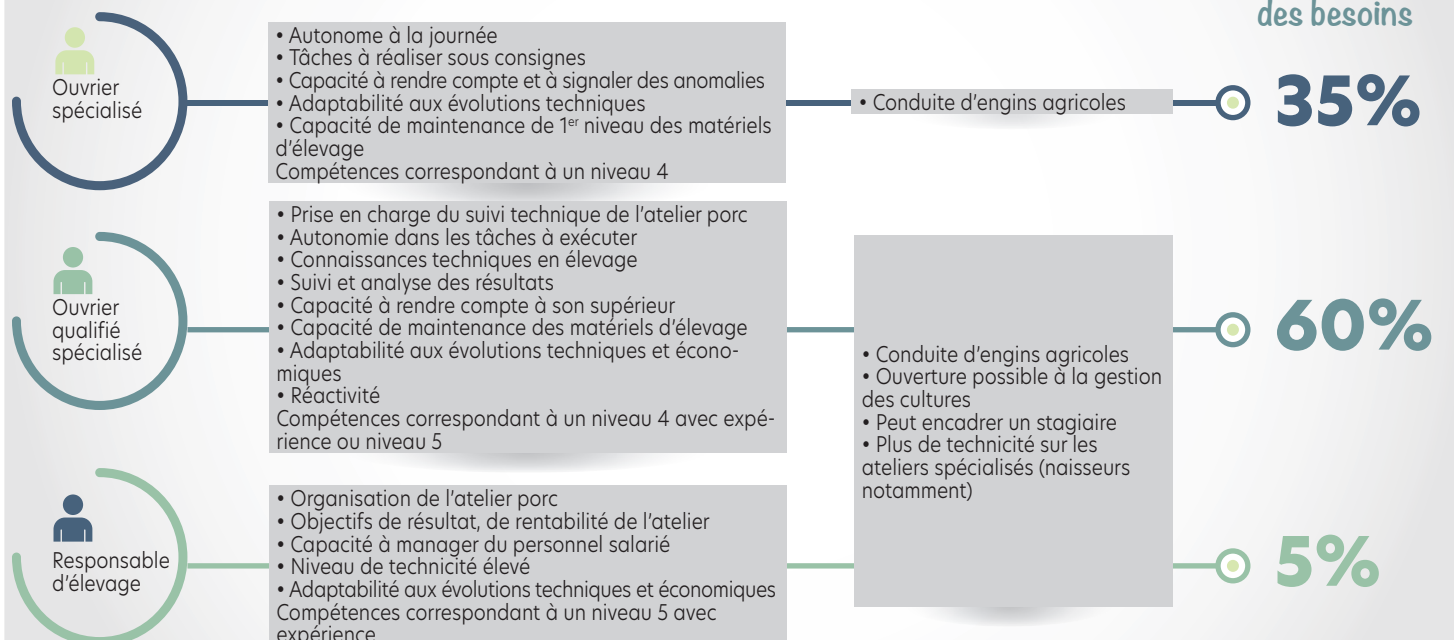 des besoins
Ouvrier
spécialisé
• Autonome à la journée
• Tâches à réaliser sous consignes
• Capacité à rendre compte et à signaler des anomalies
• Adaptabilité aux évolutions techniques
• Capacité de maintenance de 1er niveau des matériels
d'élevage
Compétences correspondant à un niveau 4
• Conduite d'engins agricoles
35%
Ouvrier
qualifié
spécialisé
• Prise en charge du suivi technique de l'atelier porc
• Autonomie dans les tâches à exécuter
• Connaissances techniques en élevage
• Suivi et analyse des résultats
• Capacité à rendre compte à son supérieur
• Capacité de maintenance des matériels d'élevage
• Adaptabilité aux évolutions techniques et écono-
miques
• Réactivité
Compétences correspondant à un niveau 4 avec expé-
rience ou niveau 5
• Conduite d'engins agricoles
• Ouverture possible à la gestion
des cultures
• Peut encadrer un stagiaire
• Plus de technicité sur les
ateliers spécialisés (naisseurs
notamment)
60%
Responsable
d'élevage
• Organisation de l'atelier porc
• Objectifs de résultat, de rentabilité de l'atelier
• Capacité à manager du personnel salarié
• Niveau de technicité élevé
• Adaptabilité aux évolutions techniques et économiques
Compétences correspondant à un niveau 5 avec
expérience
5%